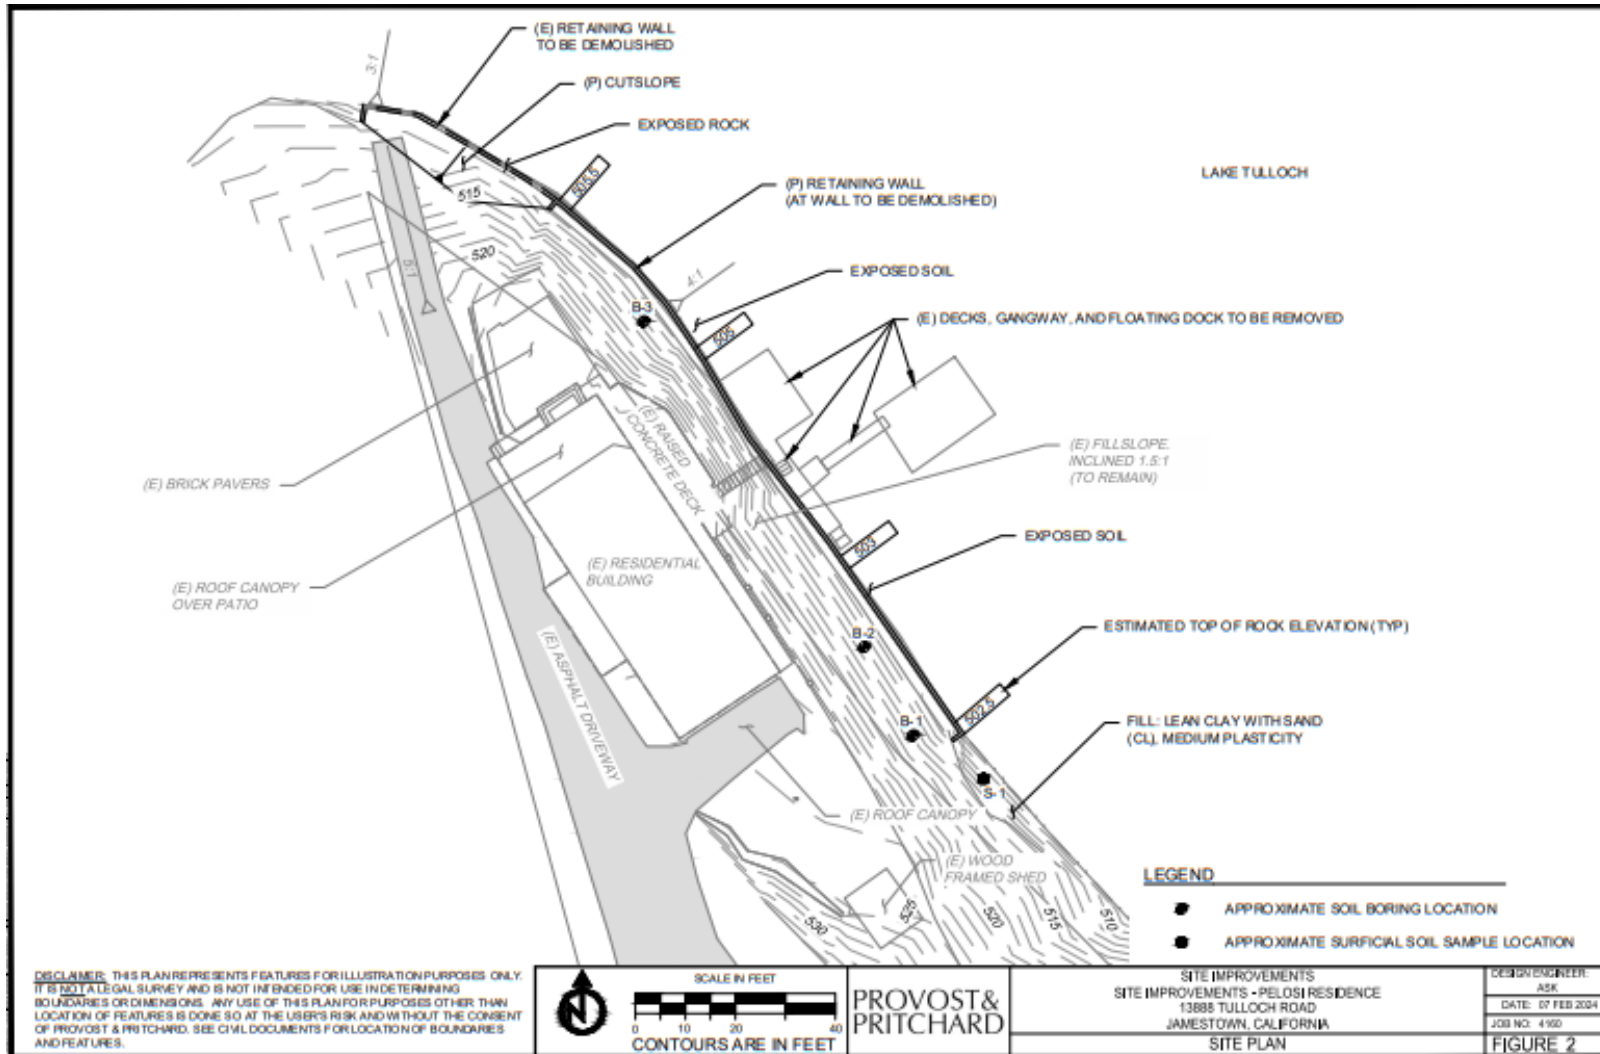 (E) RETAINING WALL
TO BE DEMOLISHED
3:1
(P) CUTSLOPE
EXPOSED ROCK
505.5
LAKE TULLOCH
(P) RETAINING WALL
(AT WALL TO BE DEMOLISHED)
515
520
5:1
EXPOSED SOIL
4:1
B-3
505
(E) DECKS, GANGWAY, AND FLOATING DOCK TO BE REMOVED
(E) RAISED
CONCRETE DECK
(E) FILLSLOPE.
INCLINED 1.5:1
(TO REMAIN)
(E) BRICK PAVERS
503
EXPOSED SOIL
(E) RESIDENTIAL
BUILDING
(E) ROOF CANOPY
OVER PATIO
B-2
ESTIMATED TOP OF ROCK ELEVATION (TYP)
(E) ASPHALT DRIVEWAY
B-1
502.5
FILL: LEAN CLAY WITH SAND
(CL), MEDIUM PLASTICITY
S-1
(E) ROOF CANOPY
(E) WOOD
FRAMED SHED
530
525
520
515
510
LEGEND
APPROXIMATE SOIL BORING LOCATION
APPROXIMATE SURFICIAL SOIL SAMPLE LOCATION
DISCLAIMER: THIS PLAN REPRESENTS FEATURES FOR ILLUSTRATION PURPOSES ONLY.
IT IS NOT A LEGAL SURVEY AND IS NOT INTENDED FOR USE IN DETERMINING
BOUNDARIES OR DIMENSIONS. ANY USE OF THIS PLAN FOR PURPOSES OTHER THAN
LOCATION OF FEATURES IS DONE SO AT THE USER'S RISK AND WITHOUT THE CONSENT
OF PROVOST & PRITCHARD. SEE CIVIL DOCUMENTS FOR LOCATION OF BOUNDARIES
AND FEATURES.
N
SCALE IN FEET
0 10 20 40
CONTOURS ARE IN FEET
PROVOST &
PRITCHARD
SITE IMPROVEMENTS
SITE IMPROVEMENTS - PELOSI RESIDENCE
13888 TULLOCH ROAD
JAMESTOWN, CALIFORNIA
SITE PLAN
DESIGN ENGINEER:
ASK
DATE: 07 FEB 2024
JOB NO: 4160
FIGURE 2